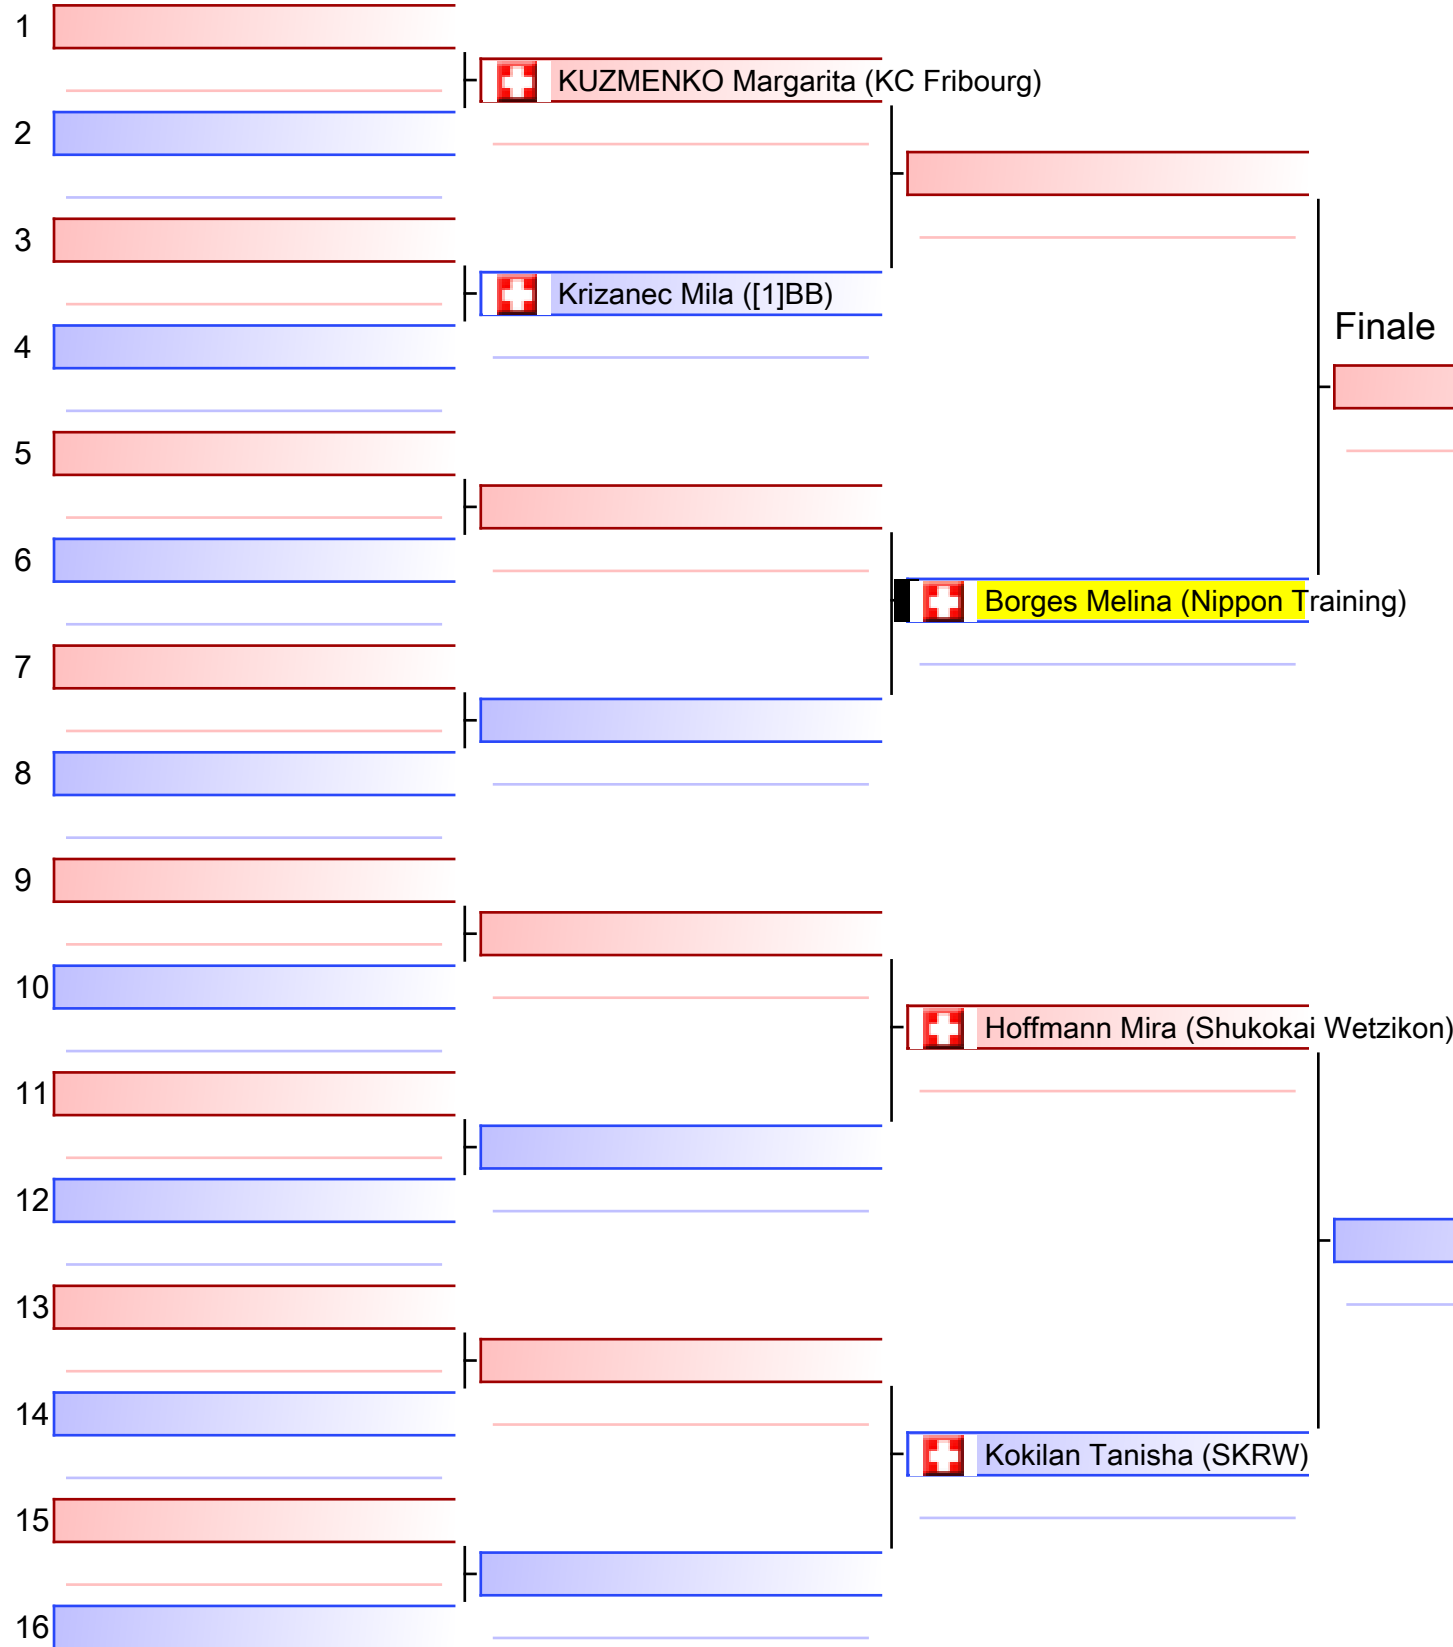 1
KUZMENKO Margarita (KC Fribourg)
2
3
Krizanec Mila ([1]BB)
4
Finale
5
6
Borges Melina (Nippon Training)
7
8
9
10
Hoffmann Mira (Shukokai Wetzikon)
11
12
13
14
Kokilan Tanisha (SKRW)
15
16